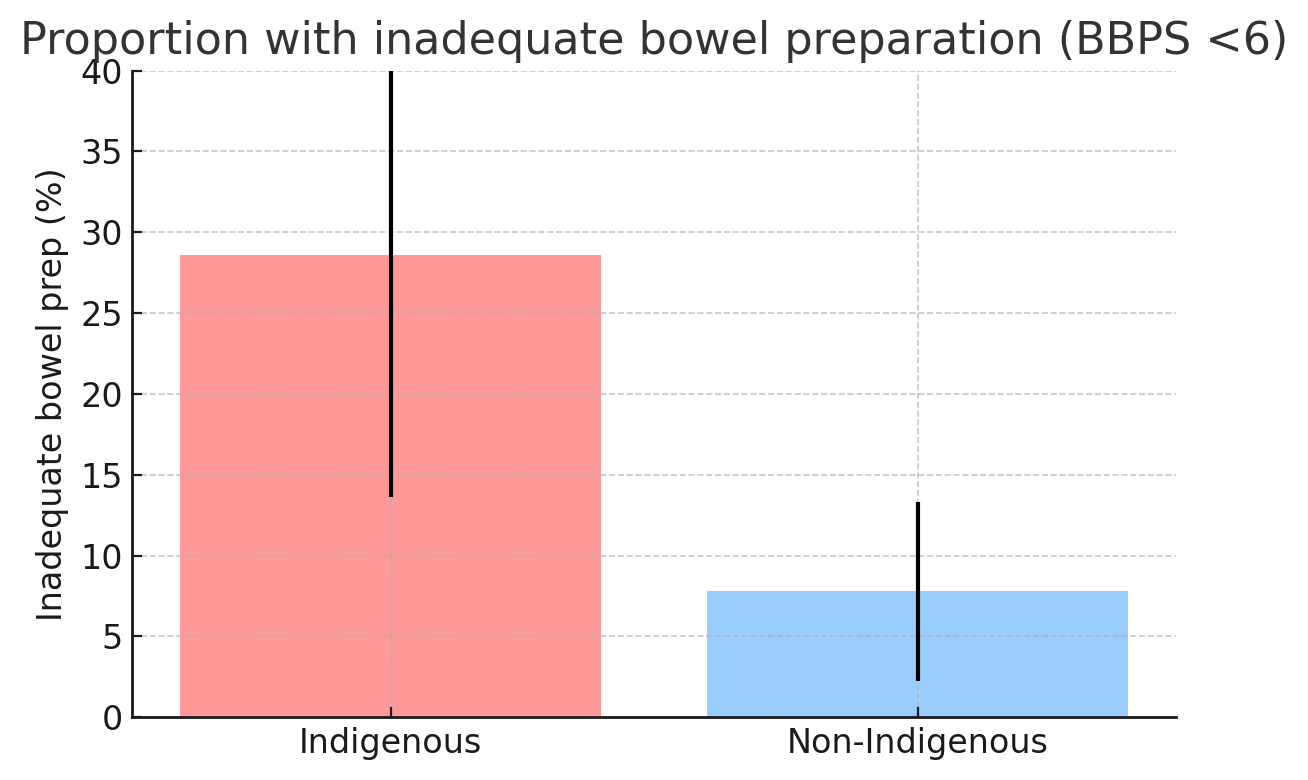 Proportion with inadequate bowel preparation (BBPS <6)
Inadequate bowel prep (%)
40
35
30
25
20
15
10
5
0
Indigenous
Non-Indigenous